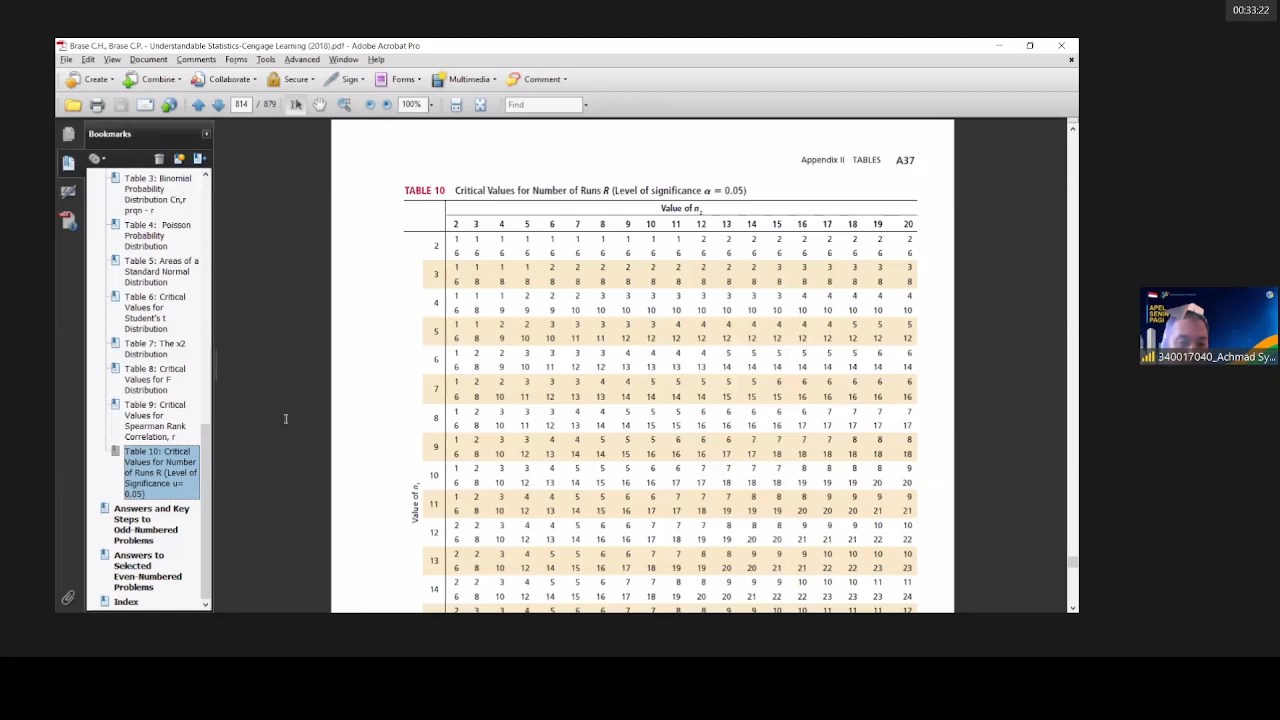 00:33:22
Brase C.H., Brase C.P. - Understandable Statistics-Cengage Learning (2018).pdf - Adobe Acrobat Pro
File Edit View Document Comments Forms Tools Advanced Window Help
Create Combine Collaborate Secure Sign Forms Multimedia Comment
814 / 879 100% Find
Bookmarks
Table 3: Binomial
Probability
Distribution Cn,r
prqn - r
Table 4: Poisson
Probability
Distribution
Table 5: Areas of a
Standard Normal
Distribution
Table 6: Critical
Values for
Student's t
Distribution
Table 7: The x2
Distribution
Table 8: Critical
Values for F
Distribution
Table 9: Critical
Values for
Spearman Rank
Correlation, r
Table 10: Critical
Values for Number
of Runs R (Level of
Significance u=
0.05)
Answers and Key
Steps to
Odd-Numbered
Problems
Answers to
Selected
Even-Numbered
Problems
Index
Appendix II TABLES A37
TABLE 10 Critical Values for Number of Runs R (Level of significance α = 0.05)
Value of n2
2 3 4 5 6 7 8 9 10 11 12 13 14 15 16 17 18 19 20
Value of n1
2
1 1 1 1 1 1 1 1 1 1 2 2 2 2 2 2 2 2 2
6 6 6 6 6 6 6 6 6 6 6 6 6 6 6 6 6 6 6
3
1 1 1 1 2 2 2 2 2 2 2 2 2 3 3 3 3 3 3
6 8 8 8 8 8 8 8 8 8 8 8 8 8 8 8 8 8 8
4
1 1 1 2 2 2 3 3 3 3 3 3 3 3 4 4 4 4 4
6 8 9 9 9 10 10 10 10 10 10 10 10 10 10 10 10 10 10
5
1 1 2 2 3 3 3 3 3 4 4 4 4 4 4 4 5 5 5
6 8 9 10 10 11 11 12 12 12 12 12 12 12 12 12 12 12 12
6
1 2 2 3 3 3 3 4 4 4 4 5 5 5 5 5 5 6 6
6 8 9 10 11 12 12 13 13 13 13 14 14 14 14 14 14 14 14
7
1 2 2 3 3 3 4 4 5 5 5 5 5 6 6 6 6 6 6
6 8 10 11 12 13 13 14 14 14 14 15 15 15 16 16 16 16 16
8
1 2 3 3 3 4 4 5 5 5 6 6 6 6 6 7 7 7 7
6 8 10 11 12 13 14 14 15 15 16 16 16 16 17 17 17 17 17
9
1 2 3 3 4 4 5 5 5 6 6 6 7 7 7 7 8 8 8
6 8 10 12 13 14 14 15 16 16 16 17 17 18 18 18 18 18 18
10
1 2 3 3 4 5 5 5 6 6 7 7 7 7 8 8 8 8 9
6 8 10 12 13 14 15 16 16 17 17 18 18 18 19 19 19 20 20
11
1 2 3 4 4 5 5 6 6 7 7 7 8 8 8 9 9 9 9
6 8 10 12 13 14 15 16 17 17 18 19 19 19 20 20 20 21 21
12
2 2 3 4 4 5 6 6 7 7 7 8 8 8 9 9 9 10 10
6 8 10 12 13 14 16 16 17 18 19 19 20 20 21 21 21 22 22
13
2 2 3 4 5 5 6 6 7 7 8 8 9 9 9 10 10 10 10
6 8 10 12 14 15 16 17 18 19 19 20 20 21 21 22 22 23 23
14
2 2 3 4 5 5 6 7 7 8 8 9 9 9 10 10 10 11 11
6 8 10 12 14 15 16 17 18 19 20 20 21 22 22 23 23 23 24
2 3 3 4 5 6 6 7 7 8 8 9 9 10 10 11 11 11 12
APEL
SENIN
PAGI
340017040_Achmad Sy...